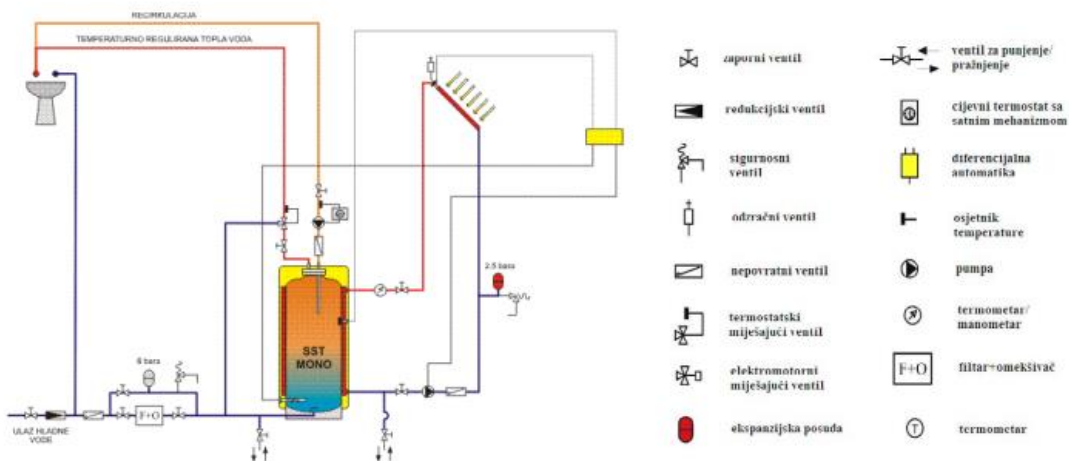 RECIRKULACIJA
TEMPERATURNO REGULIRANA TOPLA VODA
2.5 bara
SST
MONO
6 bara
F+O
ULAZ HLADNE
VODE
zaporni ventil
redukcijski ventil
sigurnosni
ventil
odzračni ventil
nepovratni ventil
termostatski
miješajući ventil
elektromotorni
miješajući ventil
ekspanzijska posuda
ventil za punjenje/
pražnjenje
cijevni termostat sa
satnim mehanizmom
diferencijalna
automatika
osjetnik
temperature
pumpa
termometar/
manometar
F+O
filtar+omekšivač
T
termometar